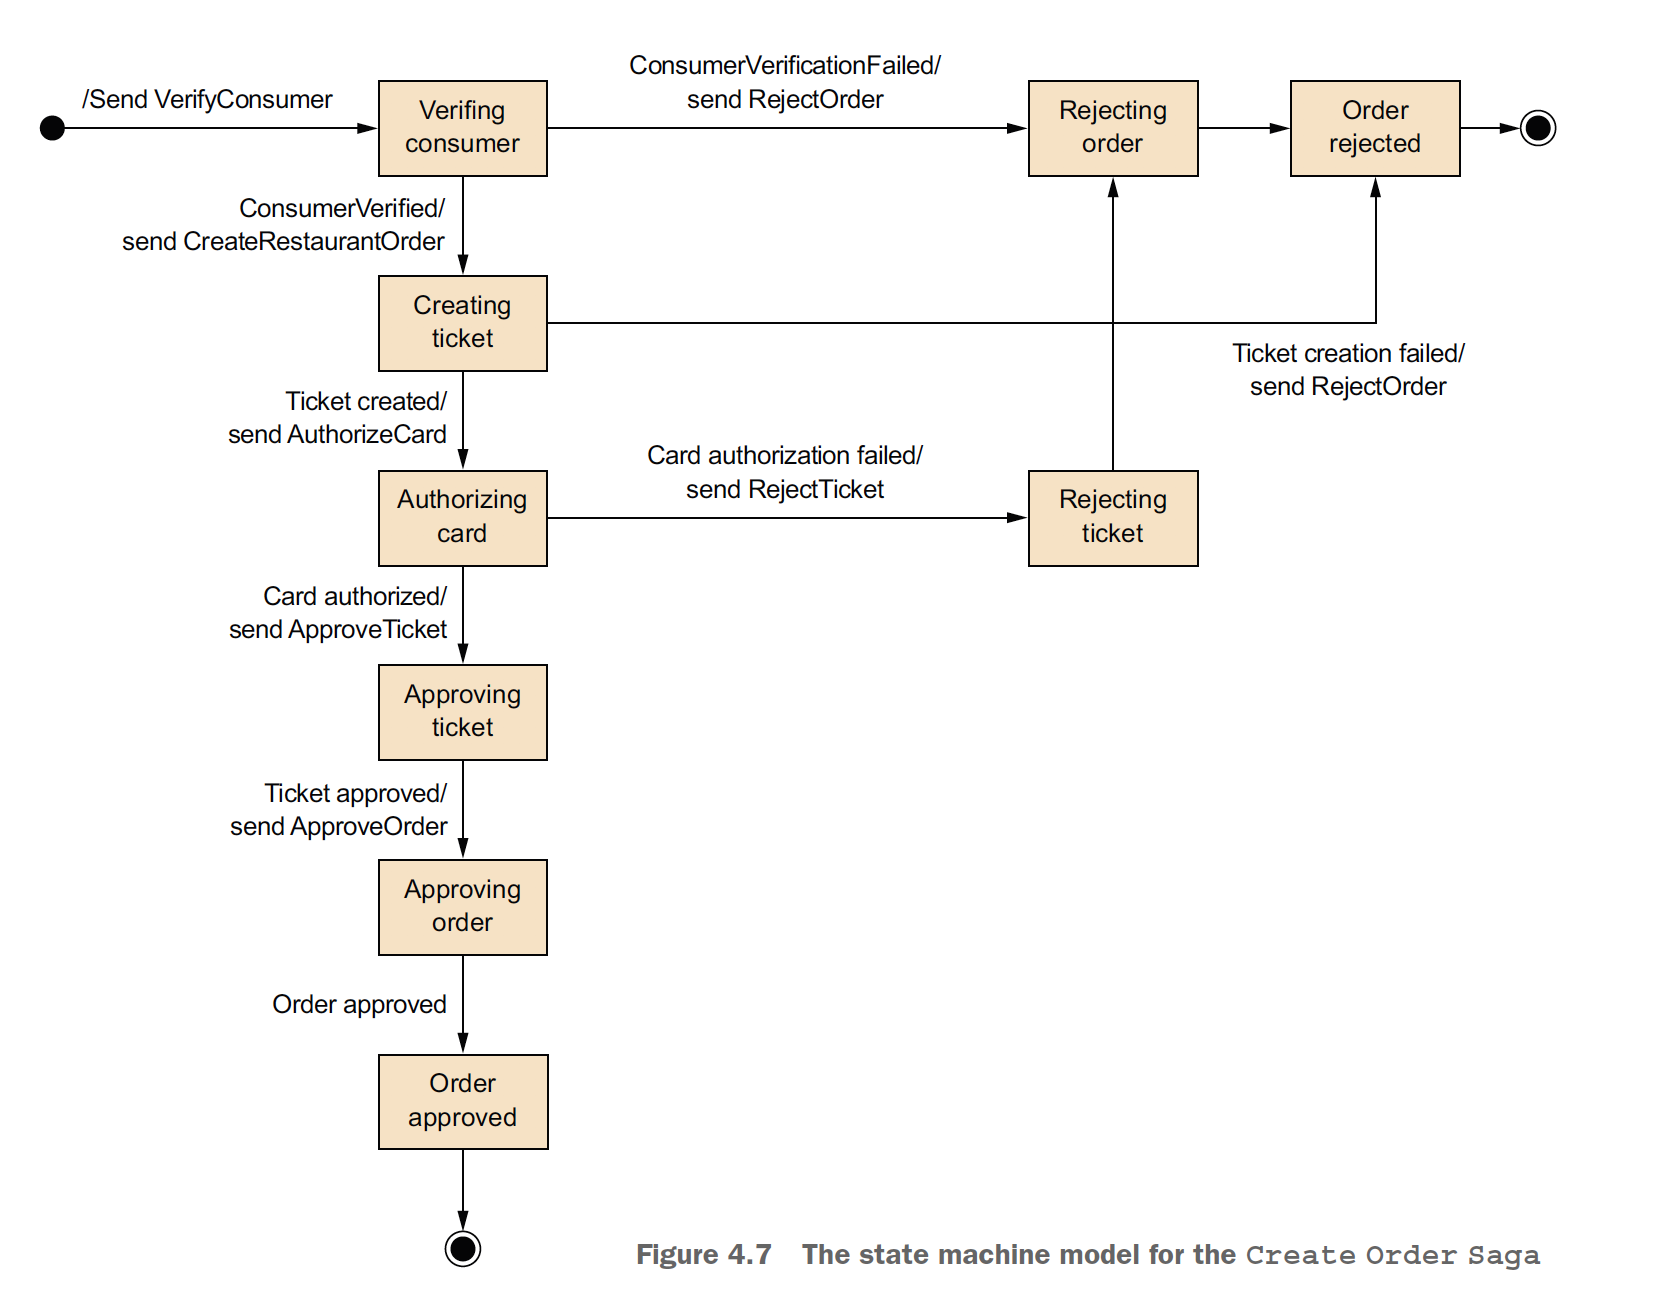 /Send VerifyConsumer
Verifing
consumer
ConsumerVerificationFailed/
send RejectOrder
Rejecting
order
Order
rejected
ConsumerVerified/
send CreateRestaurantOrder
Creating
ticket
Ticket creation failed/
send RejectOrder
Ticket created/
send AuthorizeCard
Authorizing
card
Card authorization failed/
send RejectTicket
Rejecting
ticket
Card authorized/
send ApproveTicket
Approving
ticket
Ticket approved/
send ApproveOrder
Approving
order
Order approved
Order
approved
Figure 4.7 The state machine model for the Create Order Saga